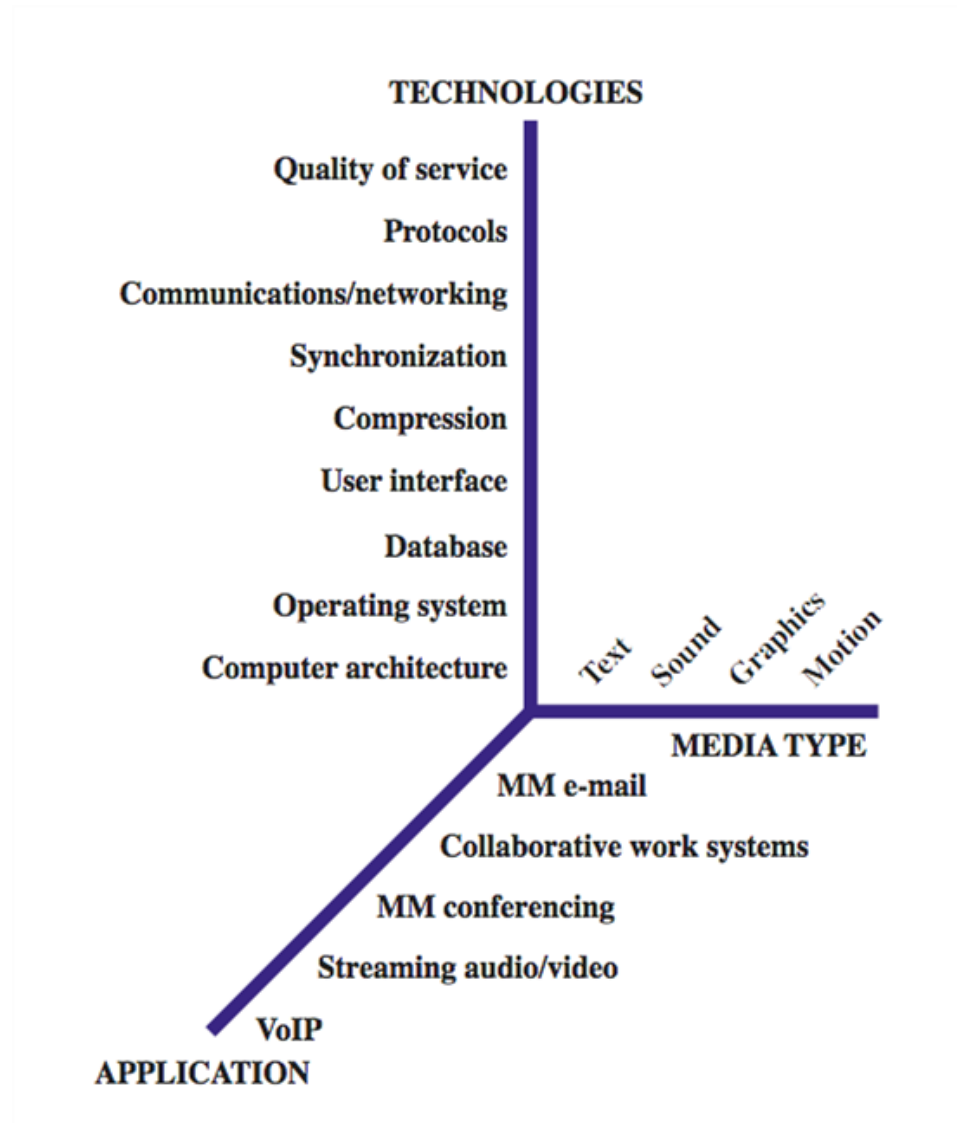 TECHNOLOGIES
Quality of service
Protocols
Communications/networking
Synchronization
Compression
User interface
Database
Operating system
Computer architecture
Text
Sound
Graphics
Motion
MEDIA TYPE
MM e-mail
Collaborative work systems
MM conferencing
Streaming audio/video
VoIP
APPLICATION